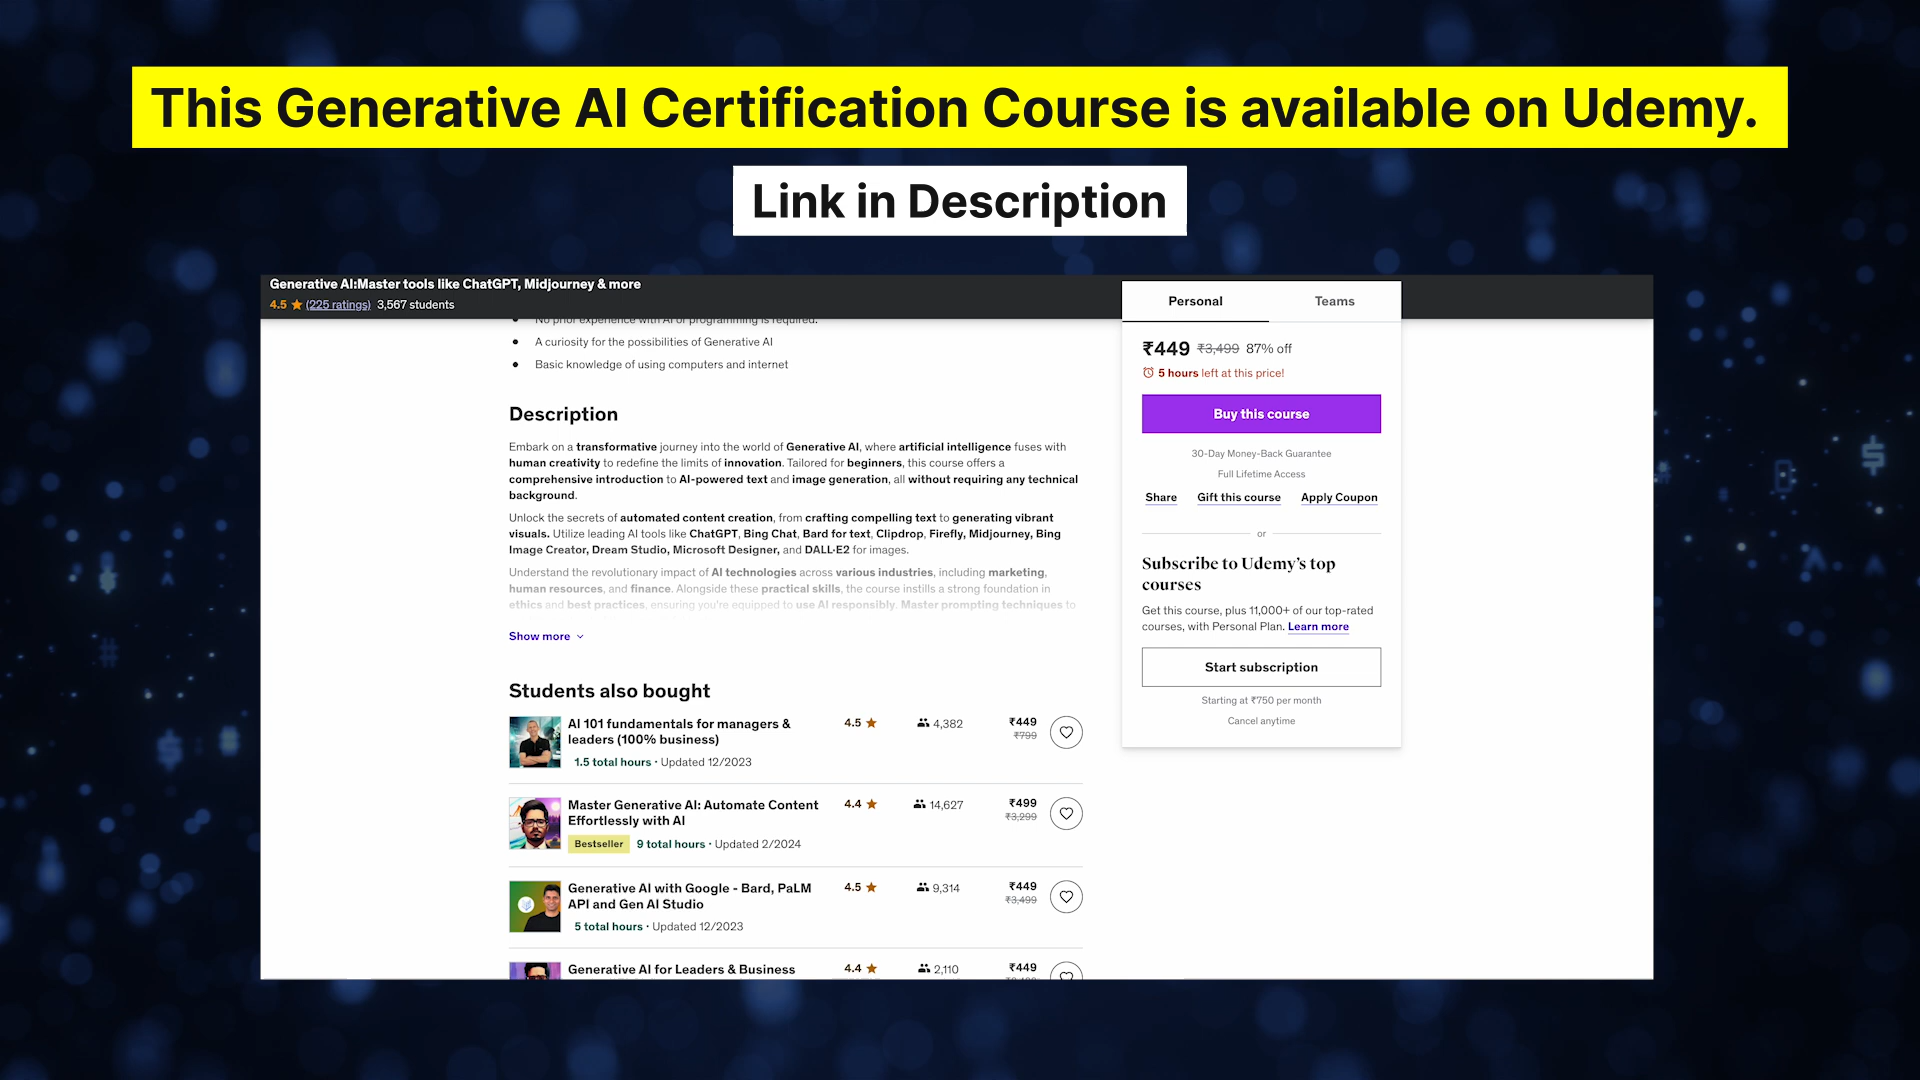 This Generative AI Certification Course is available on Udemy.
Link in Description
Generative AI:Master tools like ChatGPT, Midjourney & more
4.5 ★ (225 ratings) 3,567 students
No prior experience with AI or programming is required.
A curiosity for the possibilities of Generative AI
Basic knowledge of using computers and internet
Description
Embark on a transformative journey into the world of Generative AI, where artificial intelligence fuses with
human creativity to redefine the limits of innovation. Tailored for beginners, this course offers a
comprehensive introduction to AI-powered text and image generation, all without requiring any technical
background.
Unlock the secrets of automated content creation, from crafting compelling text to generating vibrant
visuals. Utilize leading AI tools like ChatGPT, Bing Chat, Bard for text, Clipdrop, Firefly, Midjourney, Bing
Image Creator, Dream Studio, Microsoft Designer, and DALL·E2 for images.
Understand the revolutionary impact of AI technologies across various industries, including marketing,
human resources, and finance. Alongside these practical skills, the course instills a strong foundation in
ethics and best practices, ensuring you're equipped to use AI responsibly. Master prompting techniques to
Show more
Students also bought
AI 101 fundamentals for managers &
leaders (100% business)
1.5 total hours · Updated 12/2023
4.5 ★ 4,382 ₹449
₹799
Master Generative AI: Automate Content
Effortlessly with AI
Bestseller 9 total hours · Updated 2/2024
4.4 ★ 14,627 ₹499
₹3,299
Generative AI with Google - Bard, PaLM
API and Gen AI Studio
5 total hours · Updated 12/2023
4.5 ★ 9,314 ₹449
₹3,499
Generative AI for Leaders & Business
4.4 ★ 2,110 ₹449
Personal Teams
₹449 ₹3,499 87% off
5 hours left at this price!
Buy this course
30-Day Money-Back Guarantee
Full Lifetime Access
Share Gift this course Apply Coupon
or
Subscribe to Udemy's top
courses
Get this course, plus 11,000+ of our top-rated
courses, with Personal Plan. Learn more
Start subscription
Starting at ₹750 per month
Cancel anytime